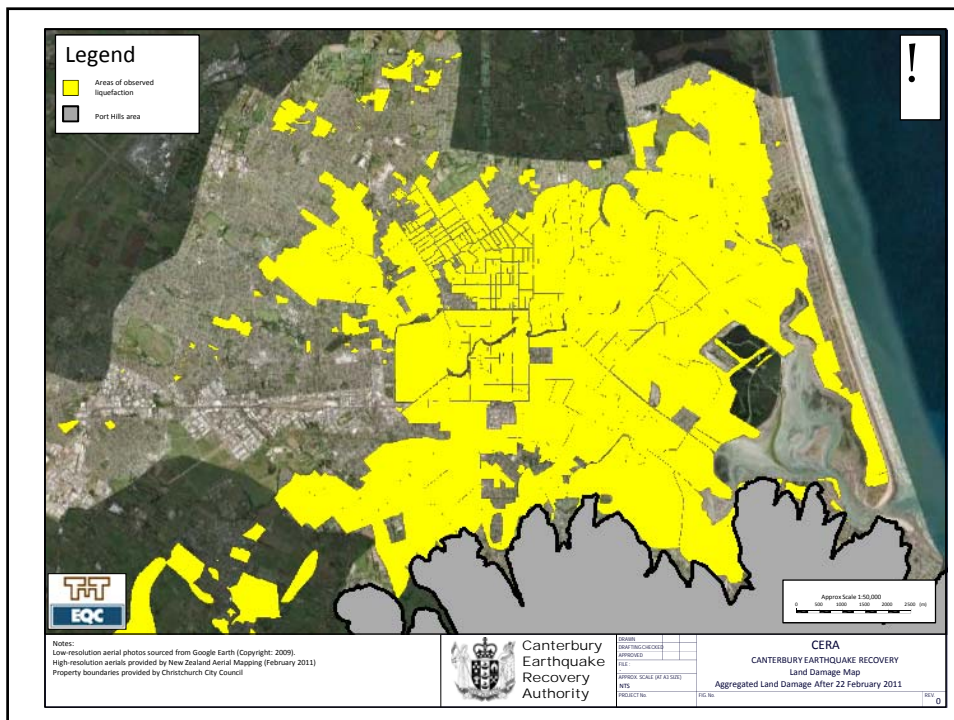 Legend
Areas of observed
liquefaction
Port Hills area
!
T+T
EQC
Approx Scale 1:50,000
0 500 1000 1500 2000 2500 (m)
Notes:
Low-resolution aerial photos sourced from Google Earth (Copyright: 2009).
High-resolution aerials provided by New Zealand Aerial Mapping (February 2011)
Property boundaries provided by Christchurch City Council
Canterbury
Earthquake
Recovery
Authority
DRAWN
DRAFTING CHECKED
APPROVED
FILE :
APPROX. SCALE (AT A3 SIZE)
NTS
PROJECT No.
CERA
CANTERBURY EARTHQUAKE RECOVERY
Land Damage Map
Aggregated Land Damage After 22 February 2011
FIG. No.
REV.
0